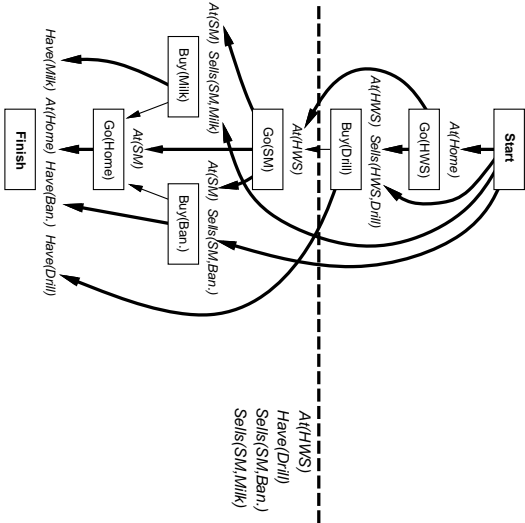 Start
At(Home)
Go(HWS)
At(HWS) Sells(HWS,Drill)
Buy(Drill)
At(HWS)
Go(SM)
At(SM) Sells(SM,Milk)
At(SM) Sells(SM,Ban.)
Buy(Milk)
Buy(Ban.)
At(SM)
Go(Home)
Have(Milk) At(Home) Have(Ban.) Have(Drill)
Finish
At(HWS)
Have(Drill)
Sells(SM,Ban.)
Sells(SM,Milk)